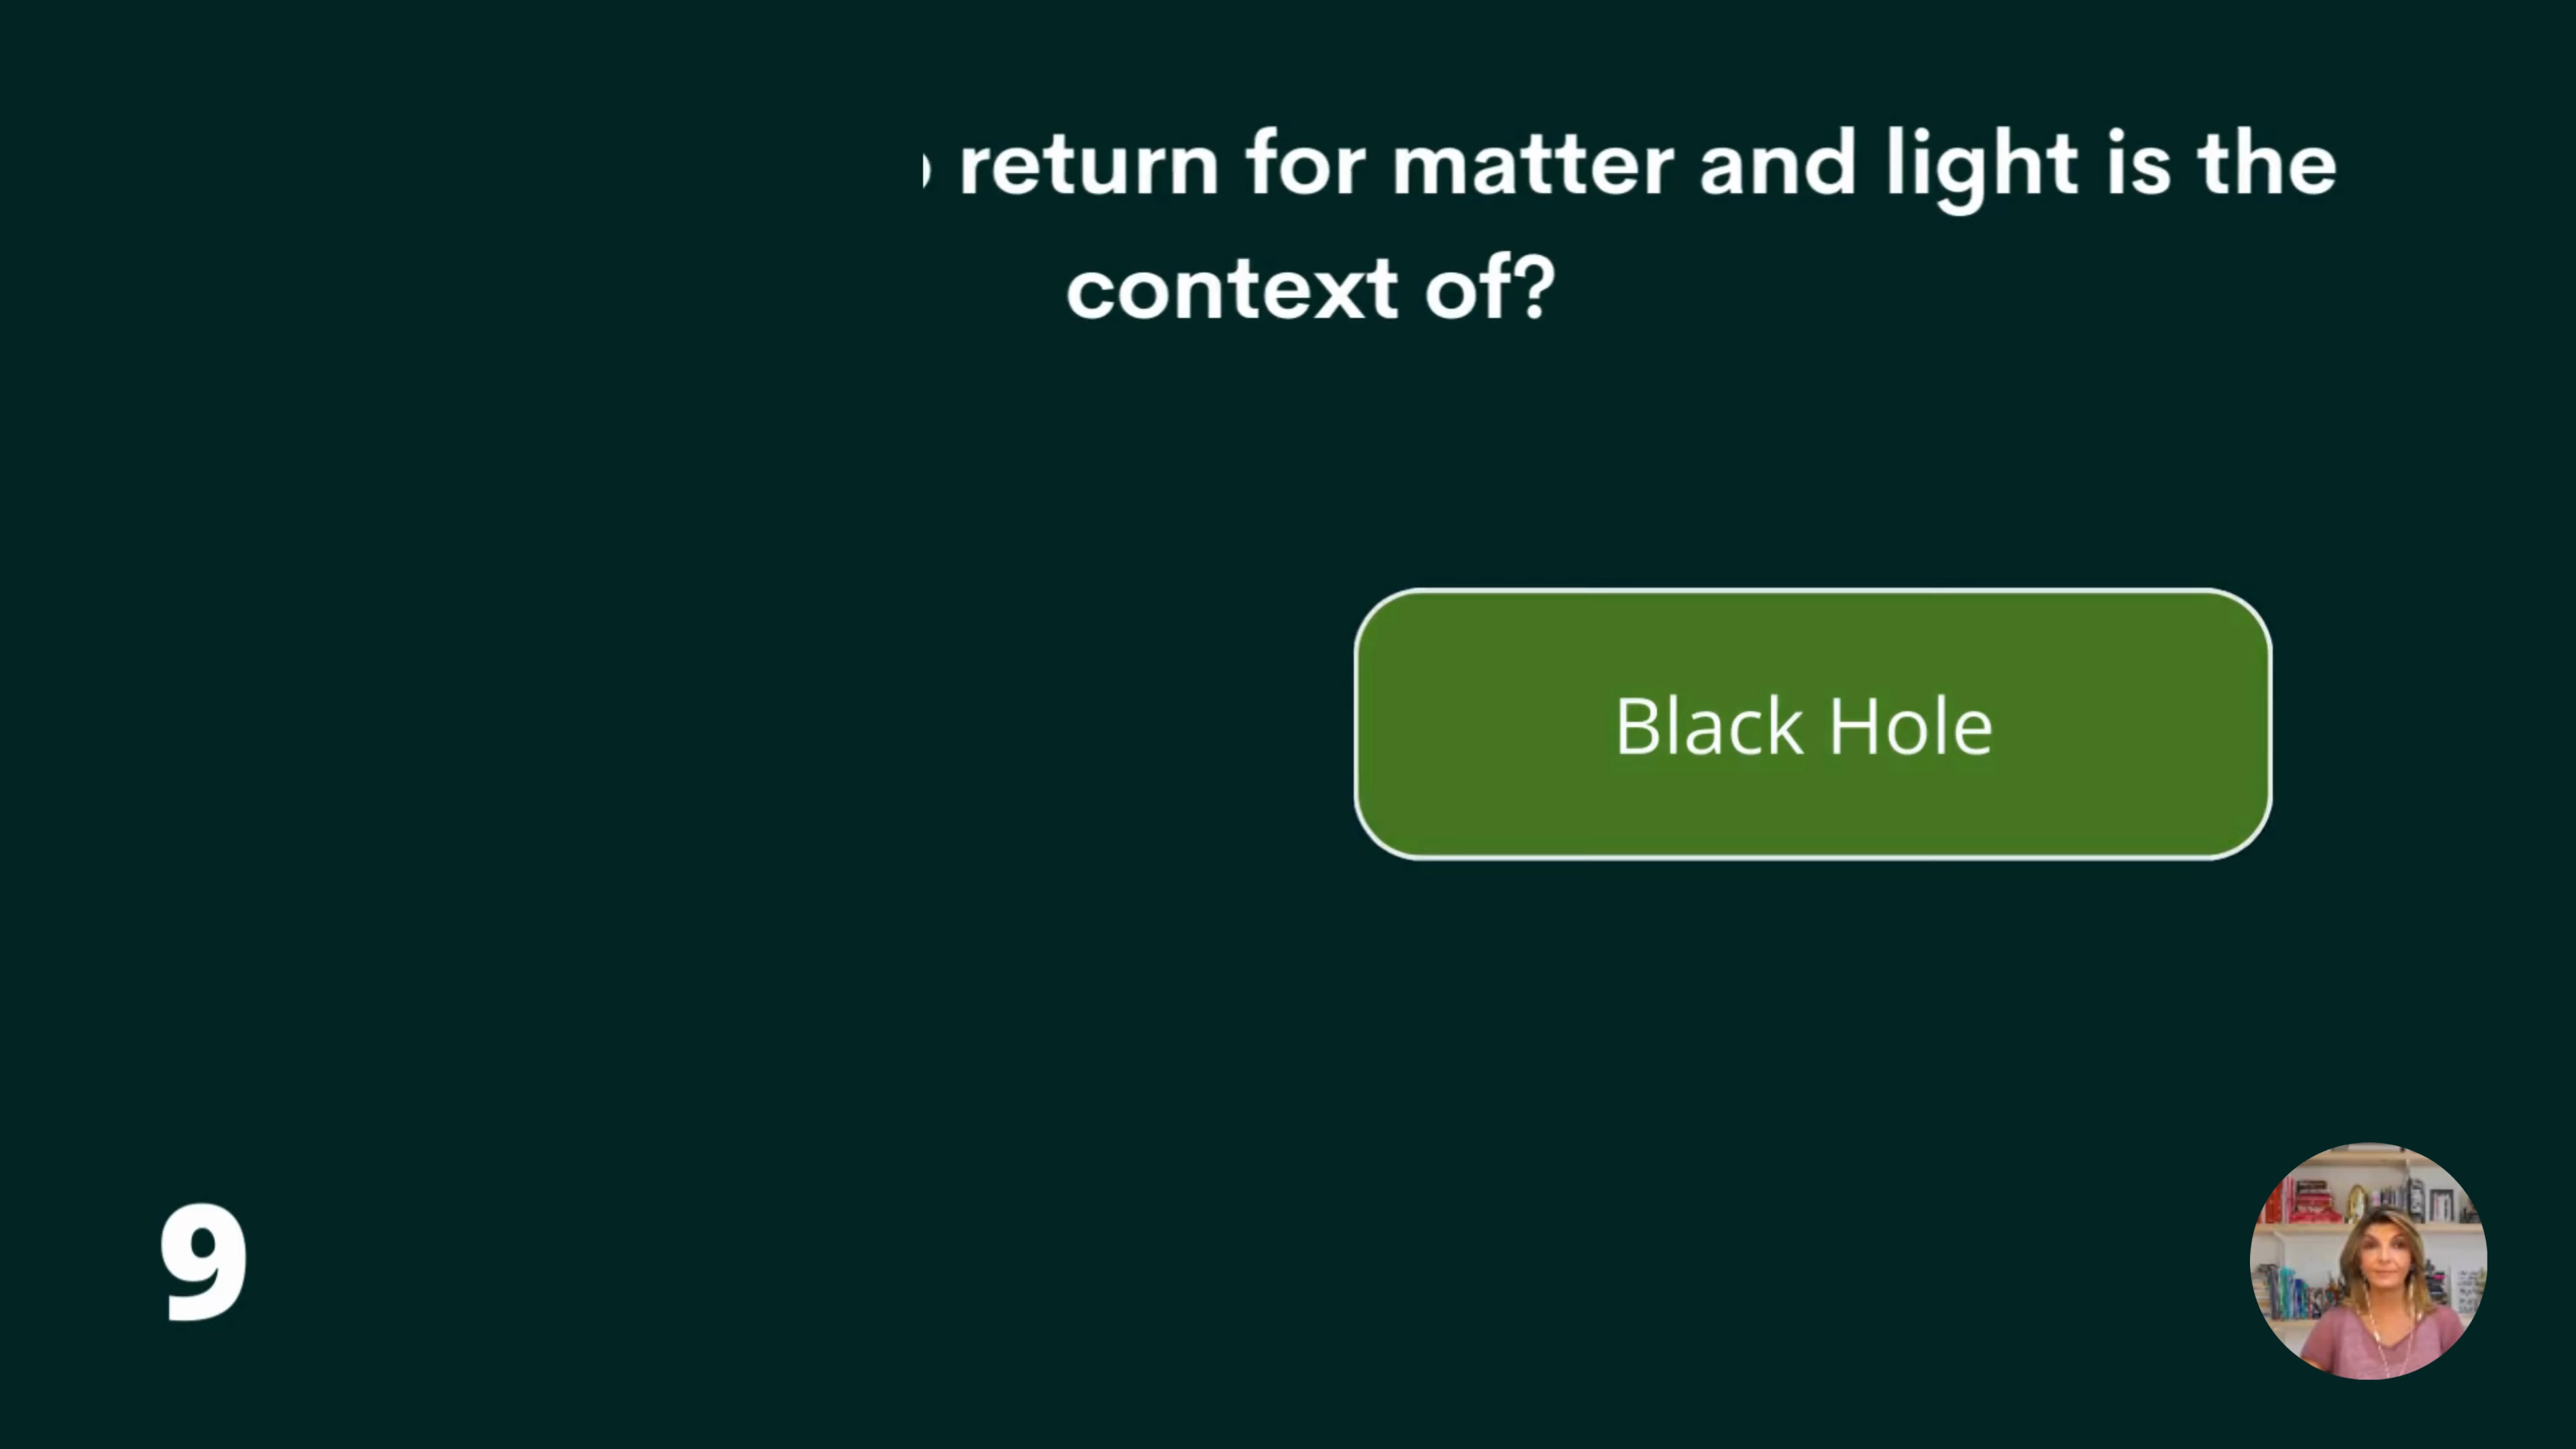 return for matter and light is the
context of?
Black Hole
9